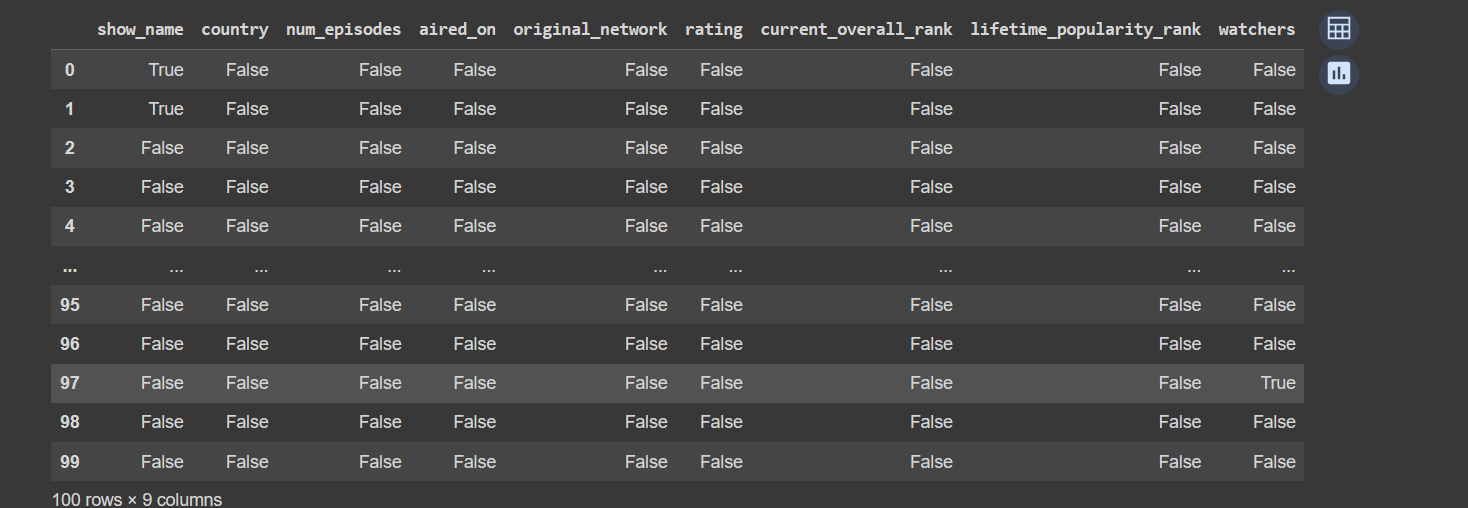 show_name country num_episodes aired_on original_network rating current_overall_rank lifetime_popularity_rank watchers
0 True False False False False False False False False
1 True False False False False False False False False
2 False False False False False False False False False
3 False False False False False False False False False
4 False False False False False False False False False
... ... ... ... ... ... ... ... ... ...
95 False False False False False False False False False
96 False False False False False False False False False
97 False False False False False False False False True
98 False False False False False False False False False
99 False False False False False False False False False
100 rows × 9 columns